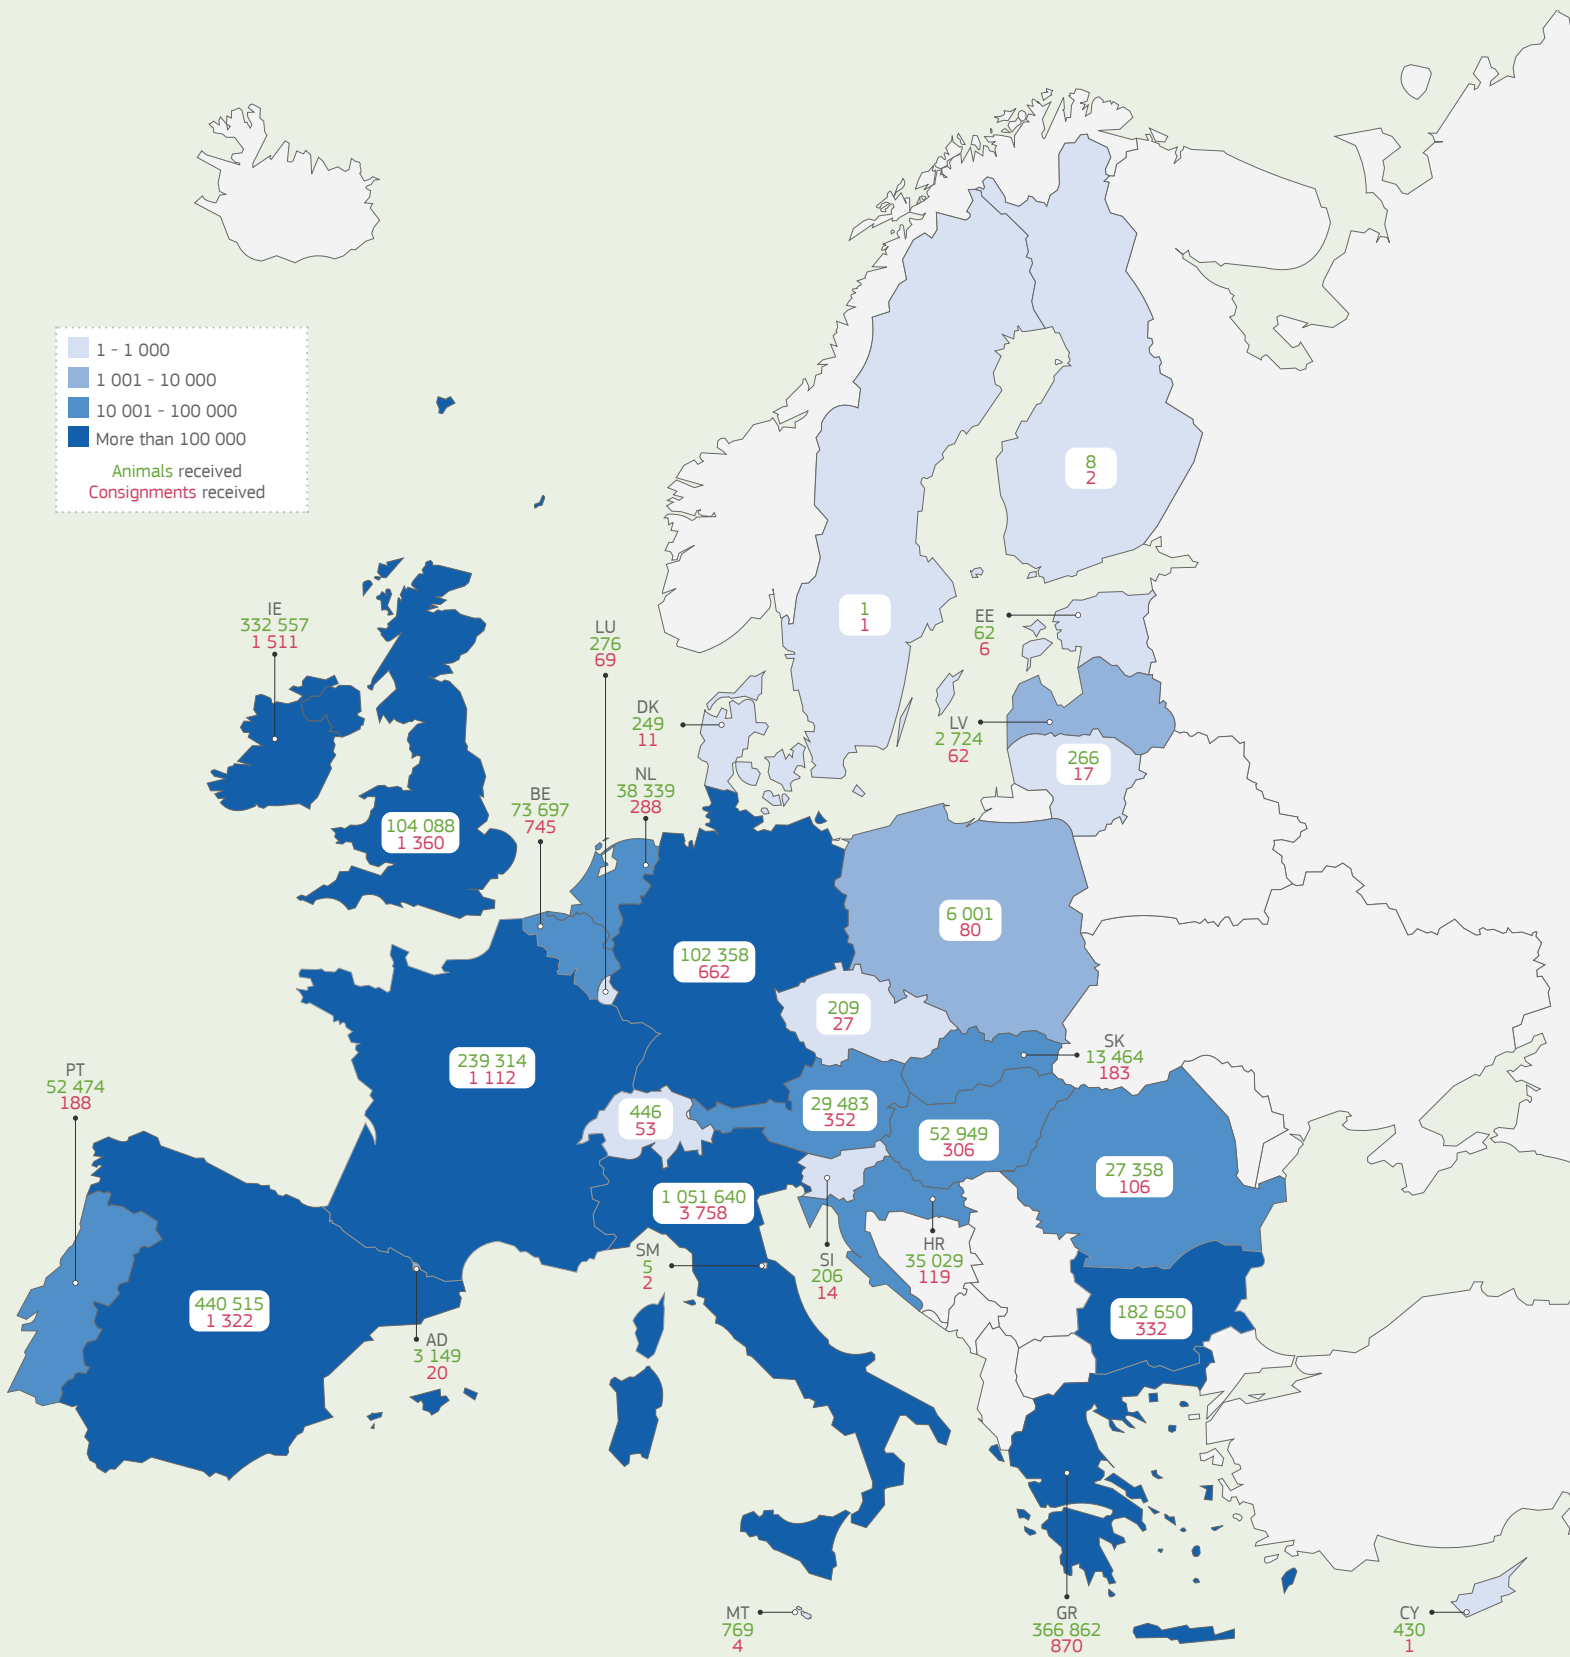 1 - 1 000
1 001 - 10 000
10 001 - 100 000
More than 100 000
Animals received
Consignments received
8
2
1
1
IE
332 557
1 511
LU
276
69
EE
62
6
DK
249
11
LV
2 724
62
266
17
NL
38 339
288
BE
73 697
745
104 088
1 360
6 001
80
102 358
662
209
27
SK
13 464
183
239 314
1 112
PT
52 474
188
446
53
29 483
352
52 949
306
27 358
106
1 051 640
3 758
SM
5
2
SI
206
14
HR
35 029
119
440 515
1 322
182 650
332
AD
3 149
20
MT
769
4
GR
366 862
870
CY
430
1